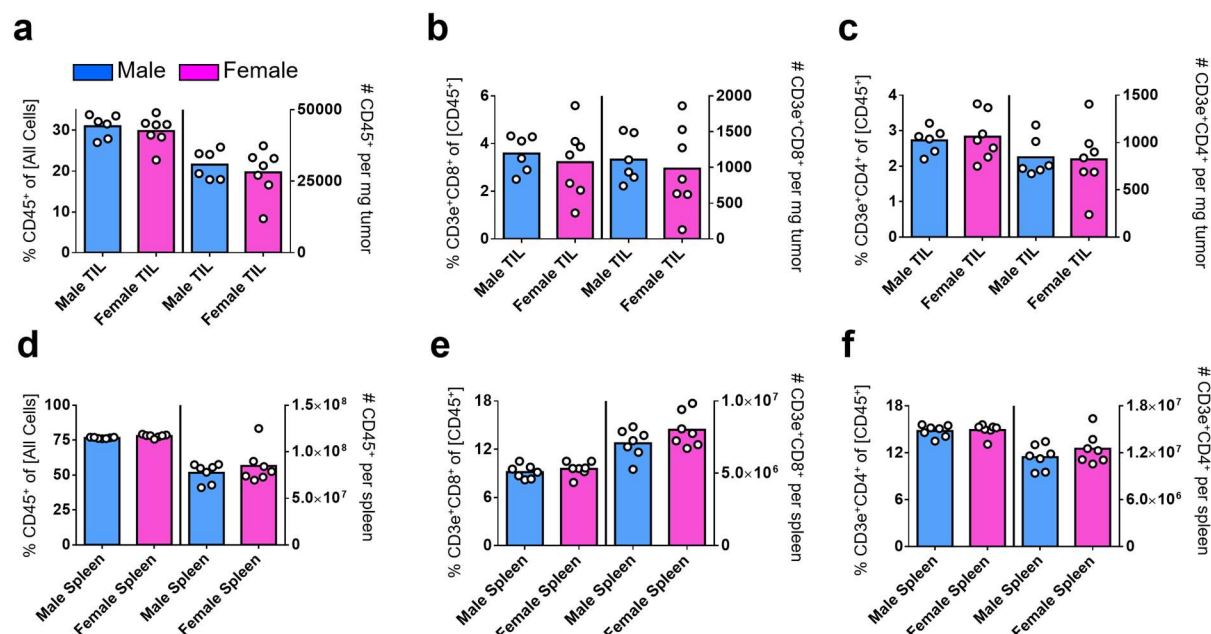 a
Male Female
% CD45⁺ of [All Cells]
30
20
10
0
50000
25000
0
# CD45⁺ per mg tumor
Male TIL
Female TIL
Male TIL
Female TIL
b
% CD3e⁺CD8⁺ of [CD45⁺]
6
4
2
0
2000
1500
1000
500
0
# CD3e⁺CD8⁺ per mg tumor
Male TIL
Female TIL
Male TIL
Female TIL
c
% CD3e⁺CD4⁺ of [CD45⁺]
4
3
2
1
0
1500
1000
500
0
# CD3e⁺CD4⁺ per mg tumor
Male TIL
Female TIL
Male TIL
Female TIL
d
% CD45⁺ of [All Cells]
100
75
50
25
0
1.5×10⁸
1.0×10⁸
5.0×10⁷
0
# CD45⁺ per spleen
Male Spleen
Female Spleen
Male Spleen
Female Spleen
e
% CD3e⁺CD8⁺ of [CD45⁺]
18
12
6
0
1.0×10⁷
5.0×10⁶
0
# CD3e⁺CD8⁺ per spleen
Male Spleen
Female Spleen
Male Spleen
Female Spleen
f
% CD3e⁺CD4⁺ of [CD45⁺]
18
12
6
0
1.7×10⁷
1.2×10⁷
6.0×10⁶
0
# CD3e⁺CD4⁺ per spleen
Male Spleen
Female Spleen
Male Spleen
Female Spleen